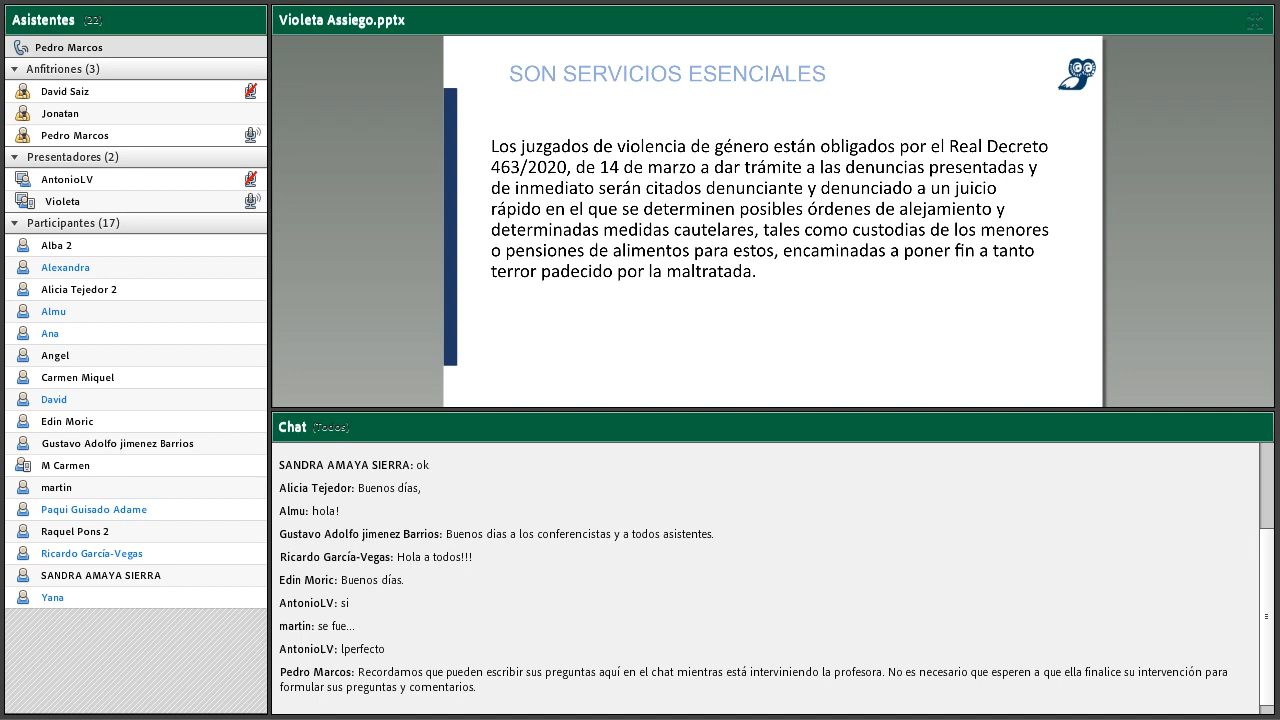 Asistentes (22)
Pedro Marcos
Anfitriones (3)
David Saiz
Jonatan
Pedro Marcos
Presentadores (2)
AntonioLV
Violeta
Participantes (17)
Alba 2
Alexandra
Alicia Tejedor 2
Almu
Ana
Angel
Carmen Miquel
David
Edin Moric
Gustavo Adolfo jimenez Barrios
M Carmen
martin
Paqui Guisado Adame
Raquel Pons 2
Ricardo García-Vegas
SANDRA AMAYA SIERRA
Yana
Violeta Assiego.pptx
SON SERVICIOS ESENCIALES
Los juzgados de violencia de género están obligados por el Real Decreto
463/2020, de 14 de marzo a dar trámite a las denuncias presentadas y
de inmediato serán citados denunciante y denunciado a un juicio
rápido en el que se determinen posibles órdenes de alejamiento y
determinadas medidas cautelares, tales como custodias de los menores
o pensiones de alimentos para estos, encaminadas a poner fin a tanto
terror padecido por la maltratada.
Chat (Todos)
SANDRA AMAYA SIERRA: ok
Alicia Tejedor: Buenos días,
Almu: hola!
Gustavo Adolfo jimenez Barrios: Buenos dias a los conferencistas y a todos asistentes.
Ricardo García-Vegas: Hola a todos!!!
Edin Moric: Buenos días.
AntonioLV: si
martin: se fue...
AntonioLV: lperfecto
Pedro Marcos: Recordamos que pueden escribir sus preguntas aquí en el chat mientras está interviniendo la profesora. No es necesario que esperen a que ella finalice su intervención para
formular sus preguntas y comentarios.